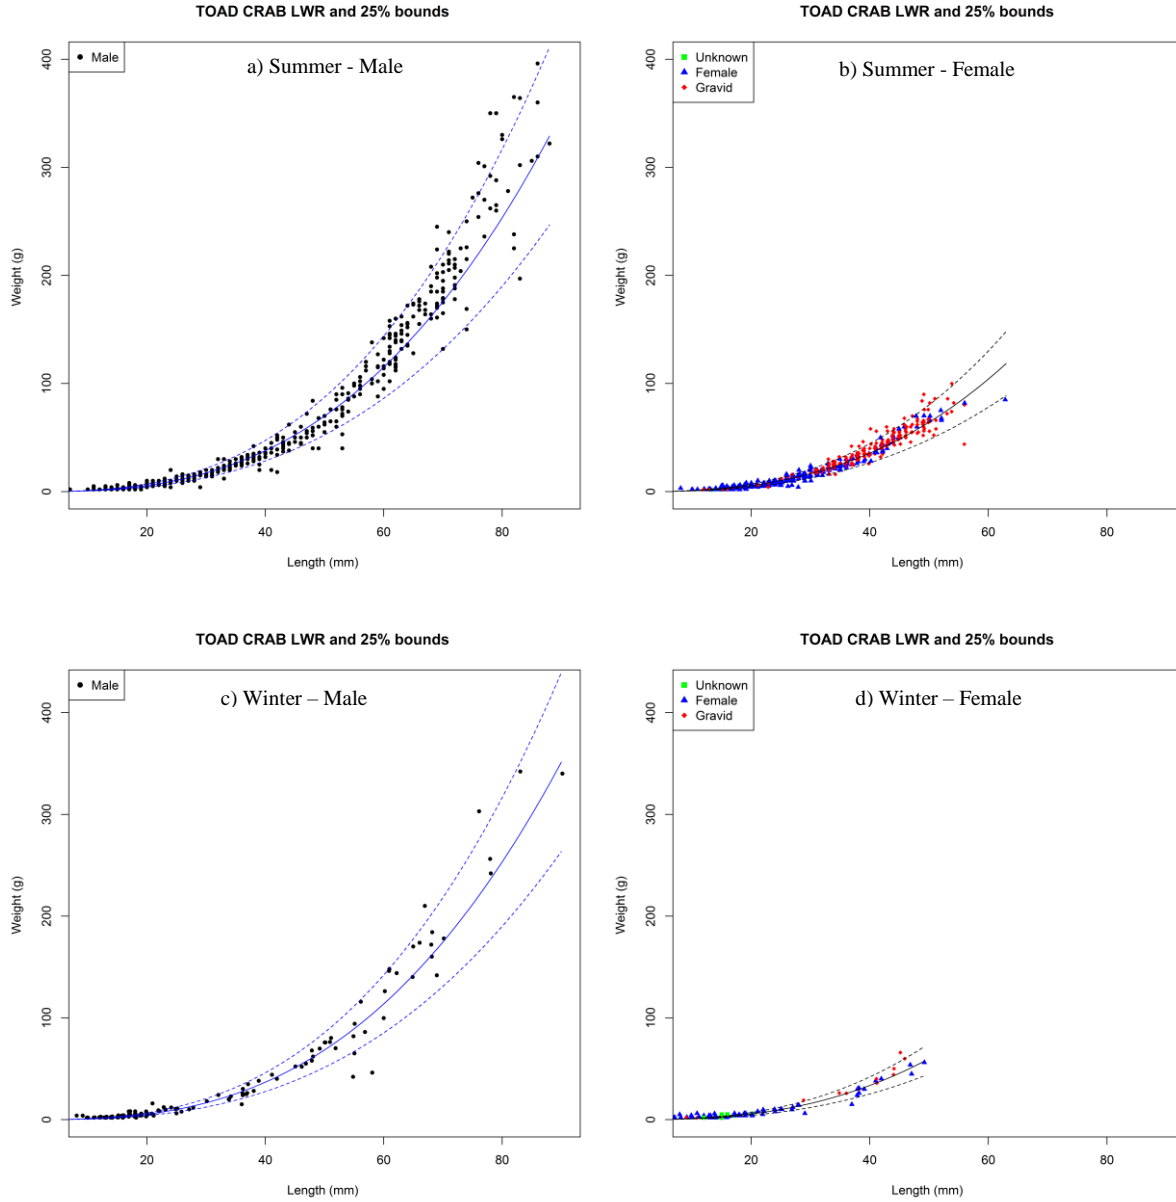 TOAD CRAB LWR and 25% bounds
Male
a) Summer - Male
400
300
200
100
0
Weight (g)
20 40 60 80
Length (mm)
TOAD CRAB LWR and 25% bounds
Unknown
Female
Gravid
b) Summer - Female
400
300
200
100
0
Weight (g)
20 40 60 80
Length (mm)
TOAD CRAB LWR and 25% bounds
Male
c) Winter – Male
400
300
200
100
0
Weight (g)
20 40 60 80
Length (mm)
TOAD CRAB LWR and 25% bounds
Unknown
Female
Gravid
d) Winter – Female
400
300
200
100
0
Weight (g)
20 40 60 80
Length (mm)